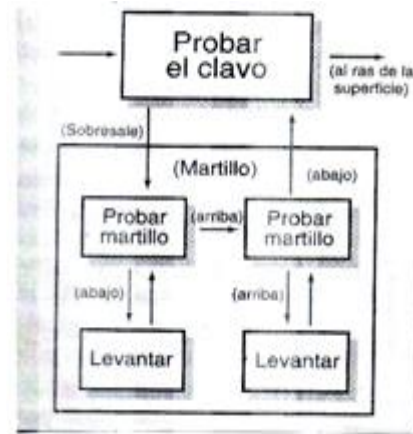 Probar
el clavo
(al ras de la
superficie)
(Sobresale)
(Martillo)
(abajo)
Probar
martillo
(arriba)
Probar
martillo
(abajo)
(arriba)
Levantar
Levantar